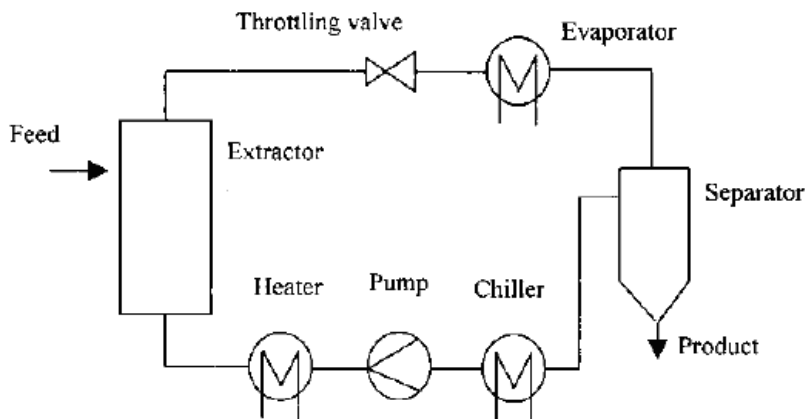 Throttling valve
Evaporator
Feed
Extractor
Separator
Heater
Pump
Chiller
Product